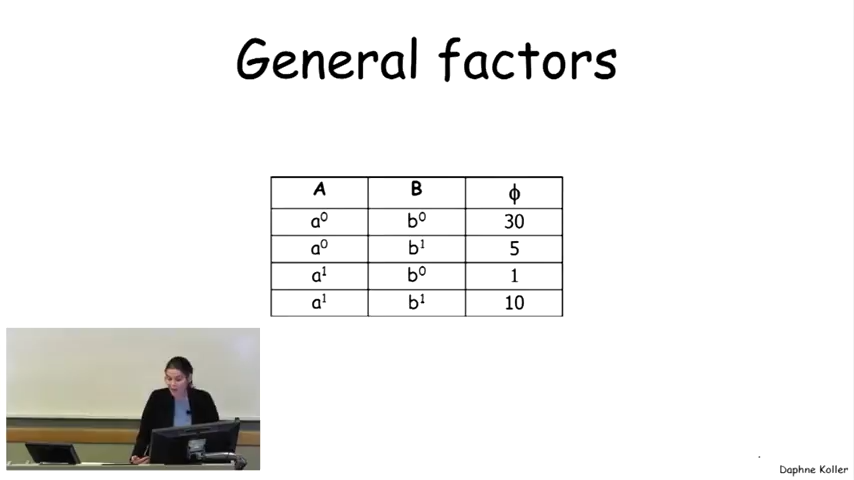 General factors
A B ϕ
a⁰ b⁰ 30
a⁰ b¹ 5
a¹ b⁰ 1
a¹ b¹ 10
Daphne Koller